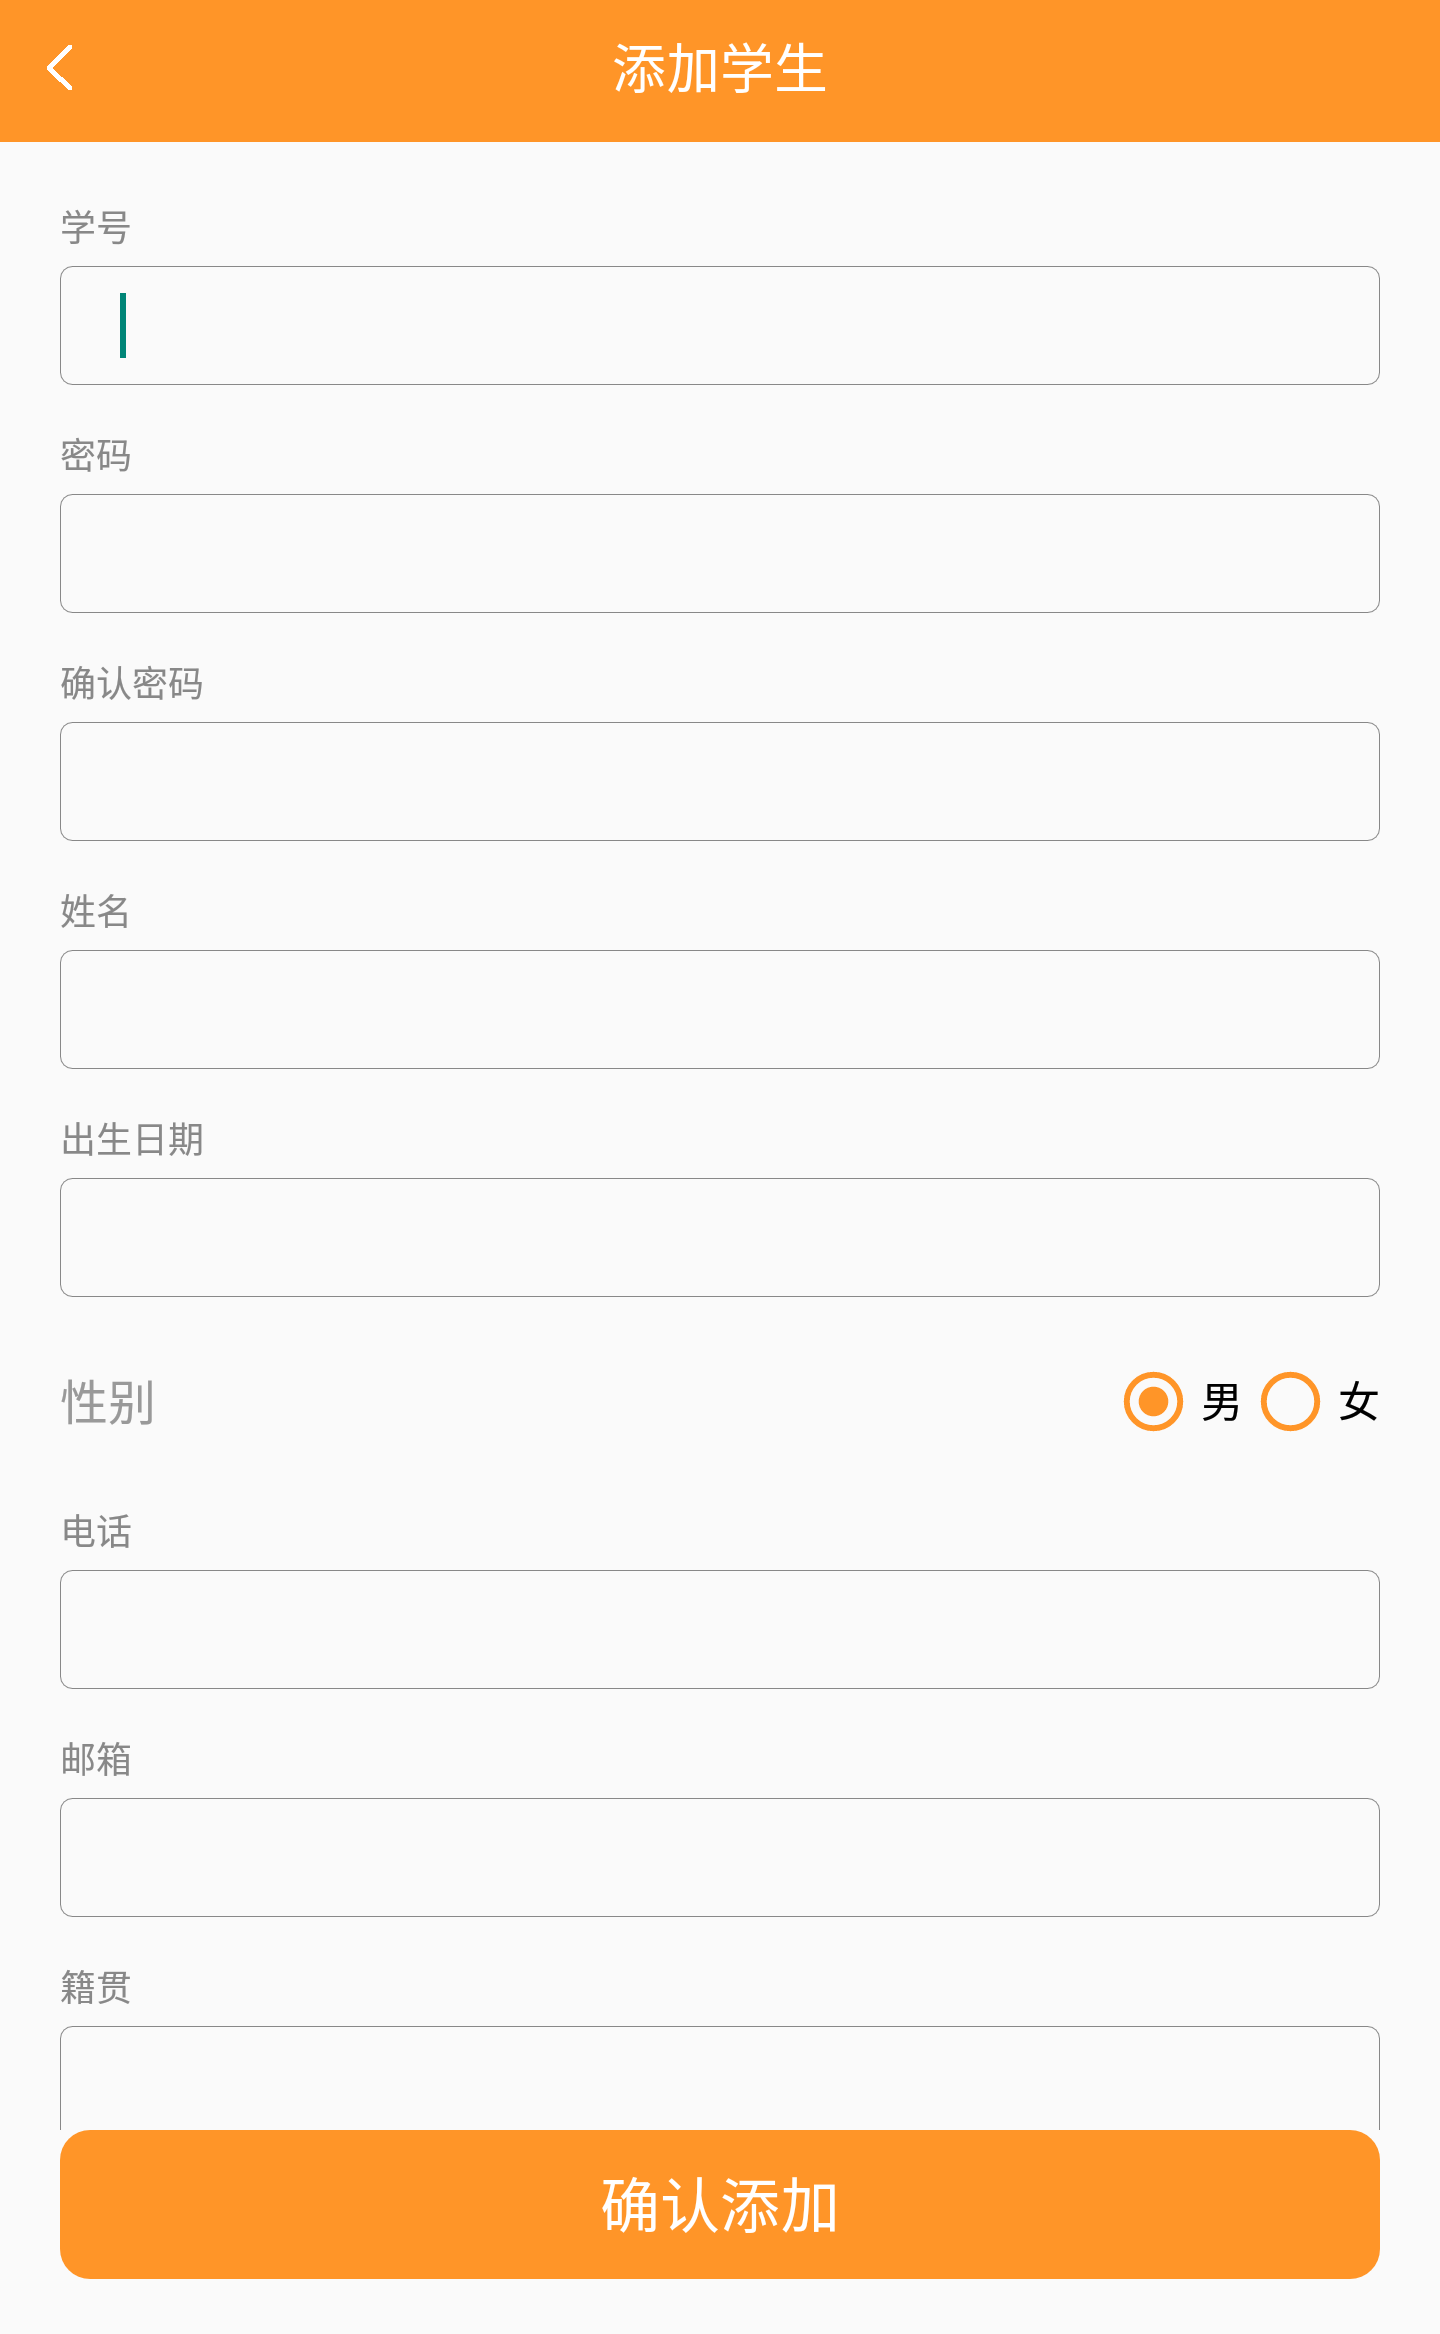 添加学生
学号
密码
确认密码
姓名
出生日期
性别 男 女
电话
邮箱
籍贯
确认添加